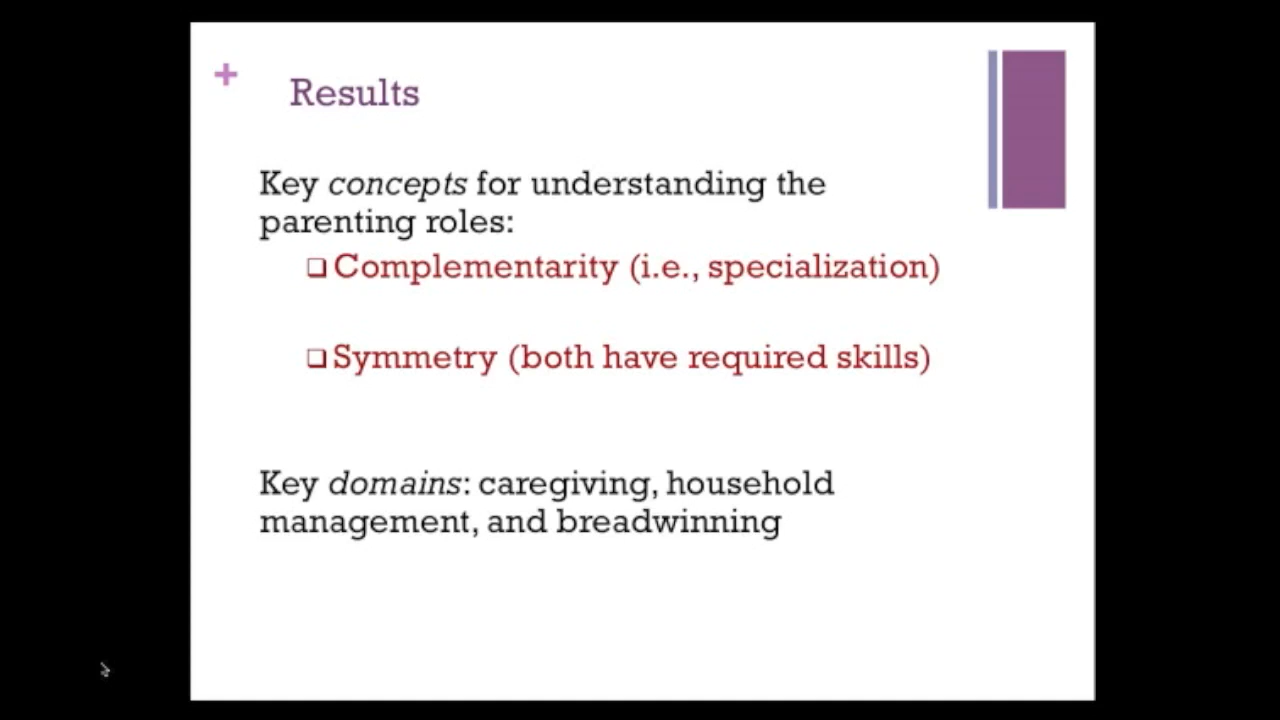 +
Results
Key concepts for understanding the
parenting roles:
❑ Complementarity (i.e., specialization)
❑ Symmetry (both have required skills)
Key domains: caregiving, household
management, and breadwinning